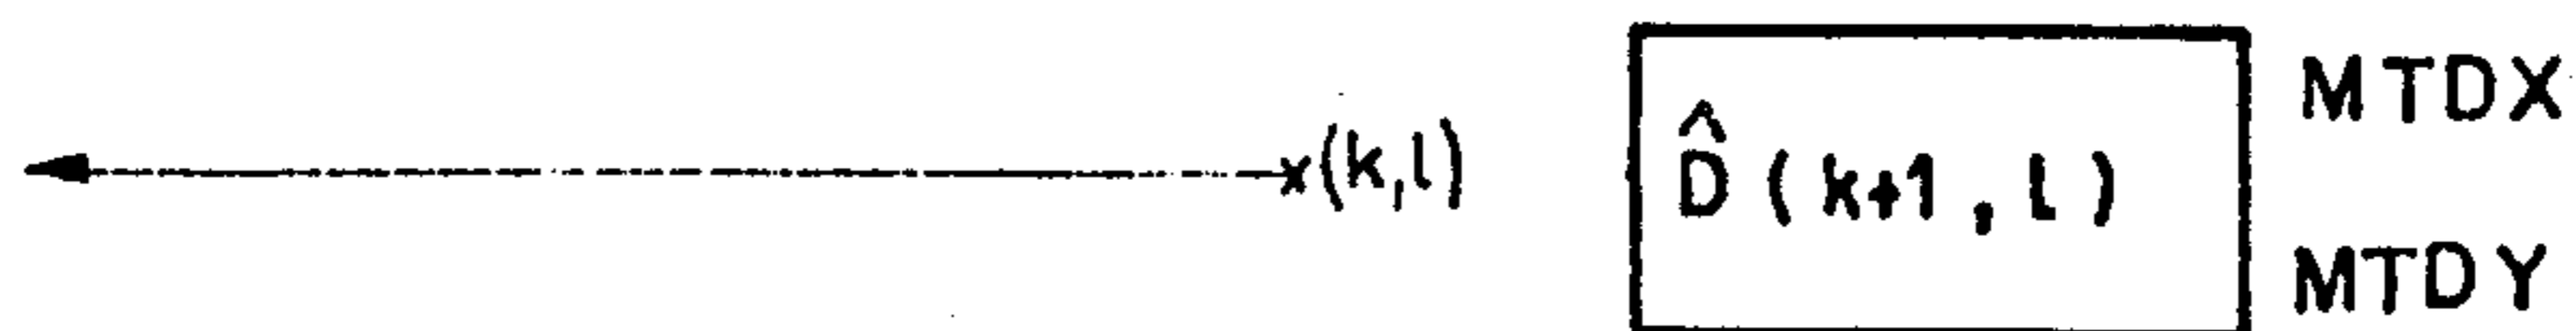 x(k,l)
D̂ (k+1, l)
MTDX
MTDY